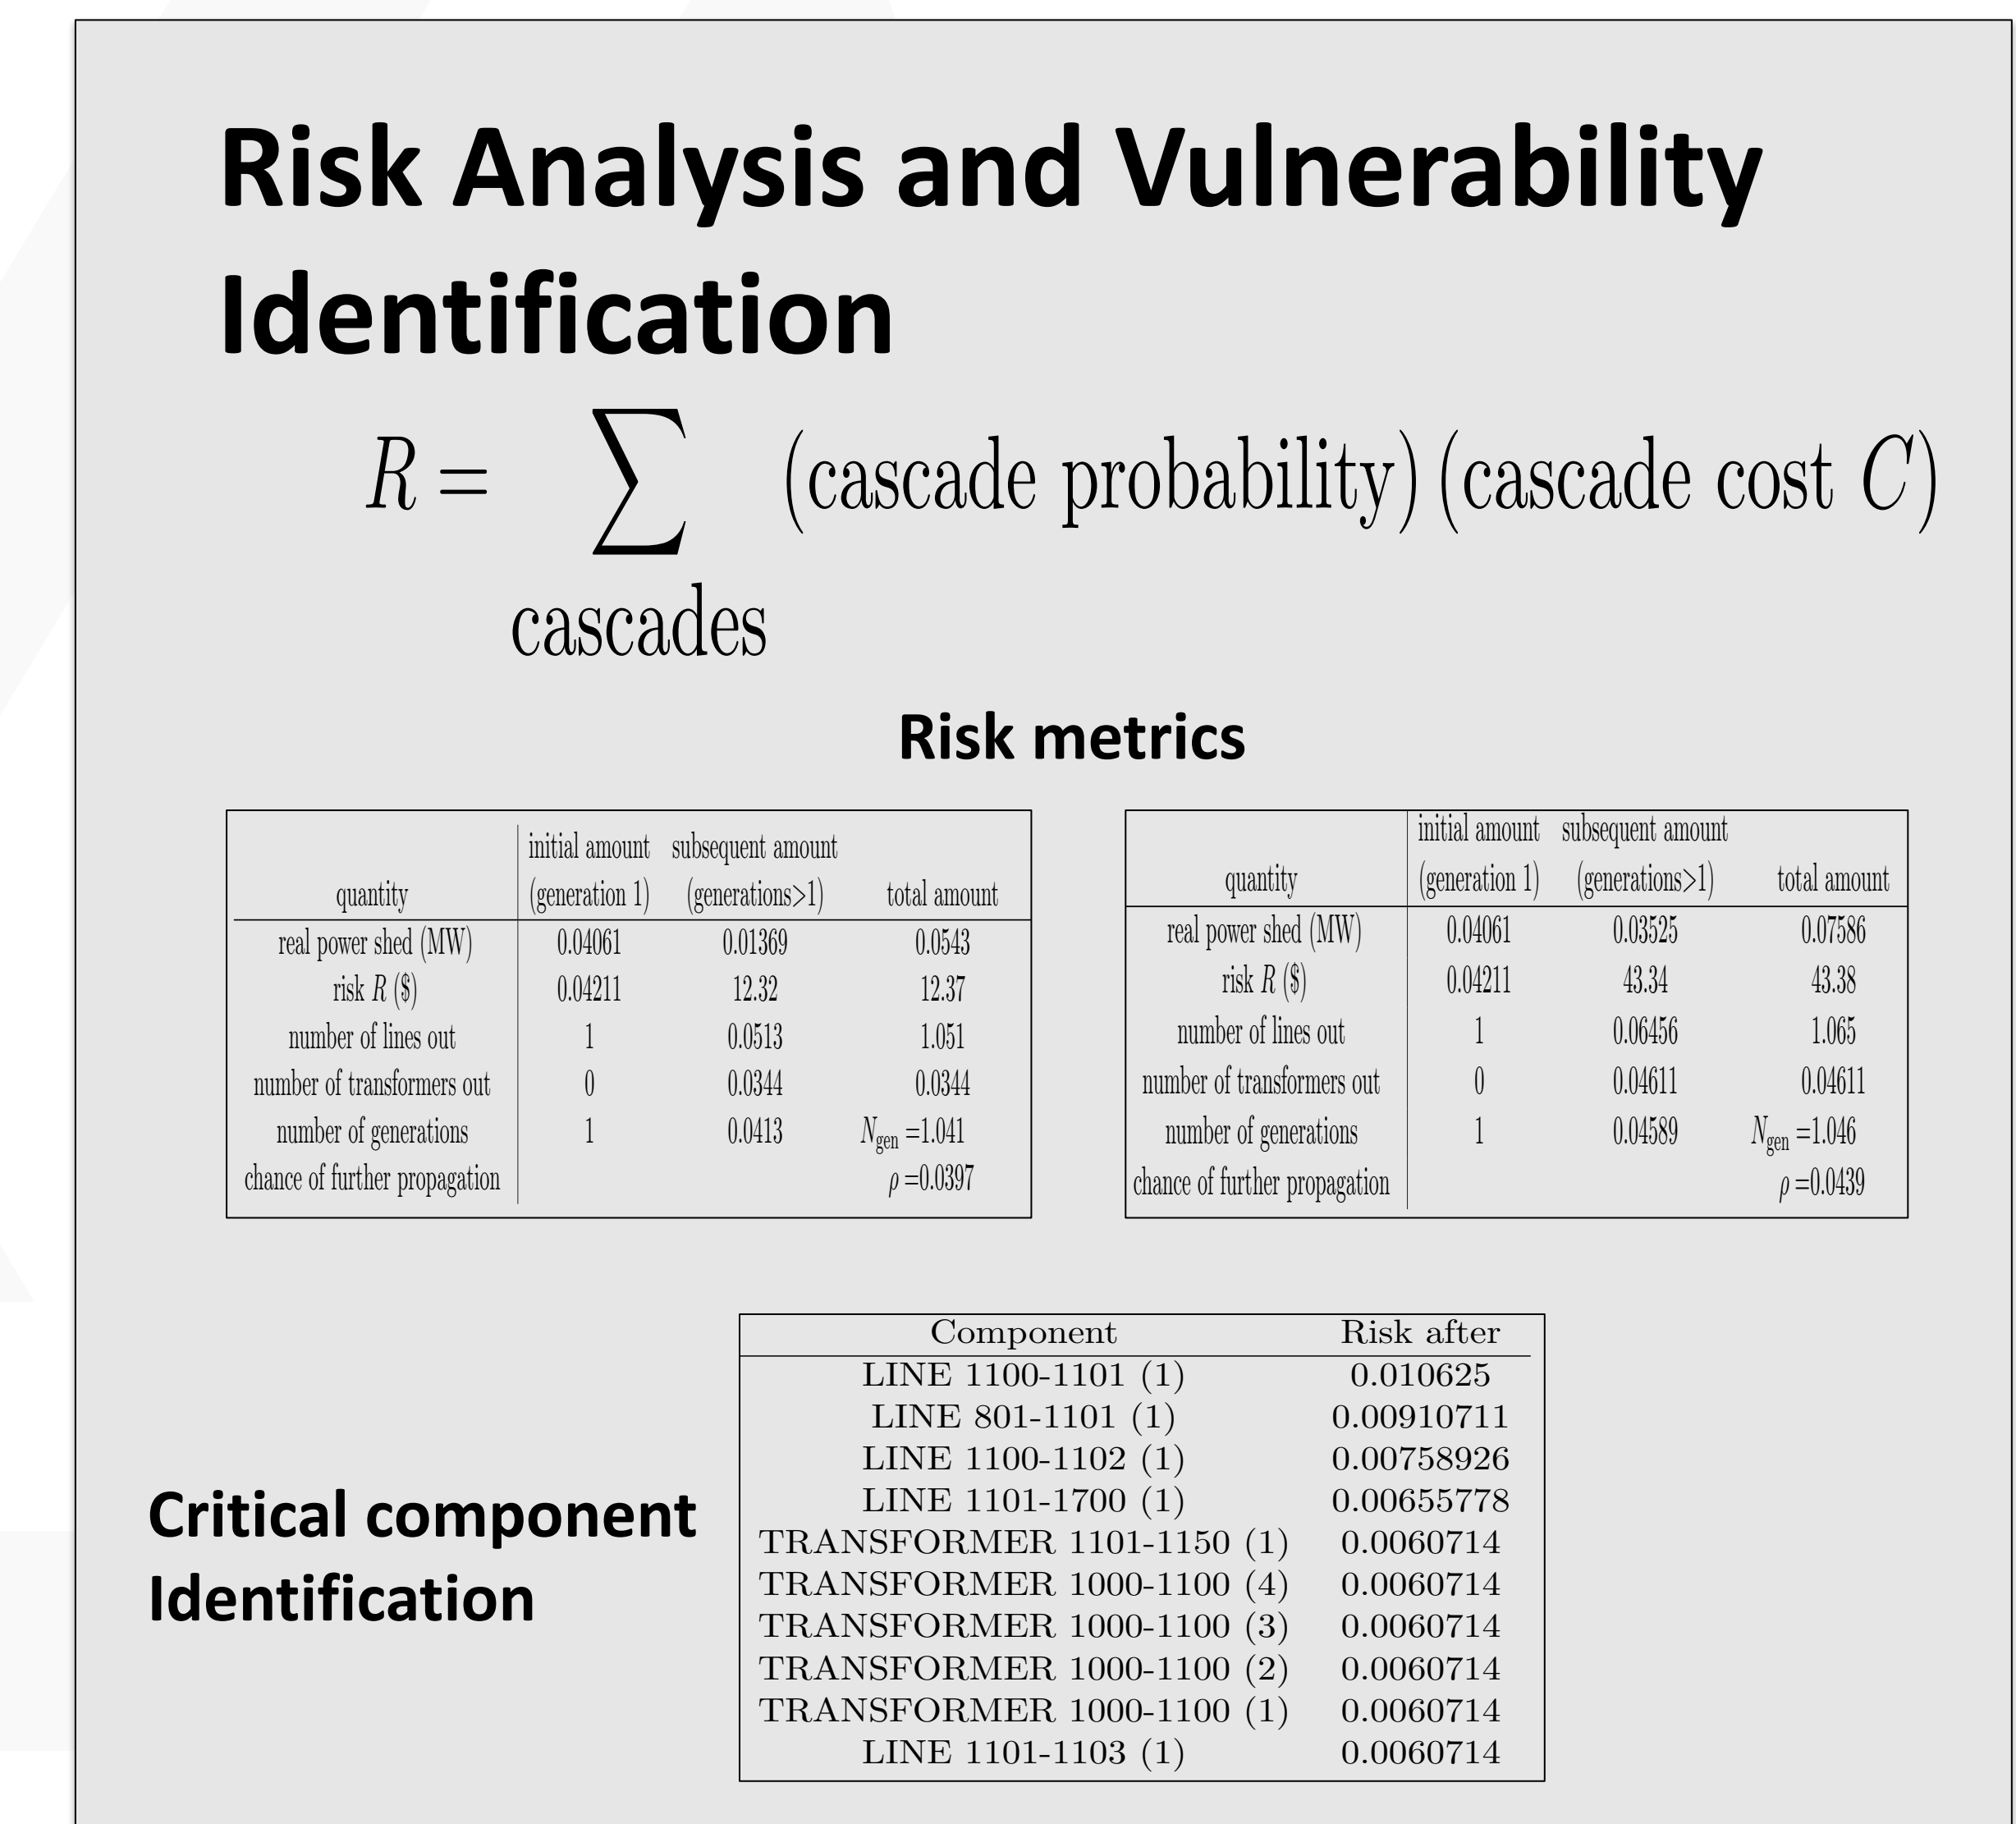 Risk Analysis and Vulnerability
Identification
R = ∑ (cascade probability) (cascade cost C)
cascades
Risk metrics
initial amount subsequent amount
quantity (generation 1) (generations>1) total amount
real power shed (MW) 0.04061 0.01369 0.0543
risk R ($) 0.04211 12.32 12.37
number of lines out 1 0.0513 1.051
number of transformers out 0 0.0344 0.0344
number of generations 1 0.0413 Ngen =1.041
chance of further propagation ρ =0.0397
initial amount subsequent amount
quantity (generation 1) (generations>1) total amount
real power shed (MW) 0.04061 0.03525 0.07586
risk R ($) 0.04211 43.34 43.38
number of lines out 1 0.06456 1.065
number of transformers out 0 0.04611 0.04611
number of generations 1 0.04589 Ngen =1.046
chance of further propagation ρ =0.0439
Critical component
Identification
Component Risk after
LINE 1100-1101 (1) 0.010625
LINE 801-1101 (1) 0.00910711
LINE 1100-1102 (1) 0.00758926
LINE 1101-1700 (1) 0.00655778
TRANSFORMER 1101-1150 (1) 0.0060714
TRANSFORMER 1000-1100 (4) 0.0060714
TRANSFORMER 1000-1100 (3) 0.0060714
TRANSFORMER 1000-1100 (2) 0.0060714
TRANSFORMER 1000-1100 (1) 0.0060714
LINE 1101-1103 (1) 0.0060714